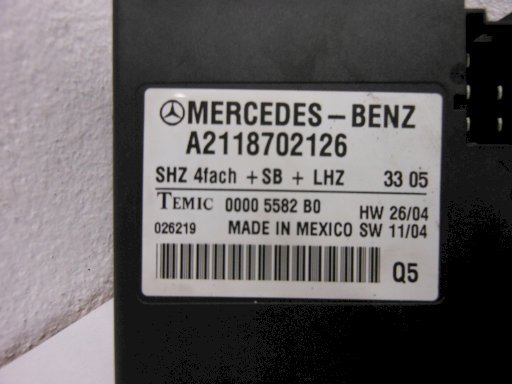 MERCEDES-BENZ
A2118702126
SHZ 4fach + SB + LHZ 33 05
TEMIC 0000 5582 B0 HW 26/04
026219 MADE IN MEXICO SW 11/04
Q5